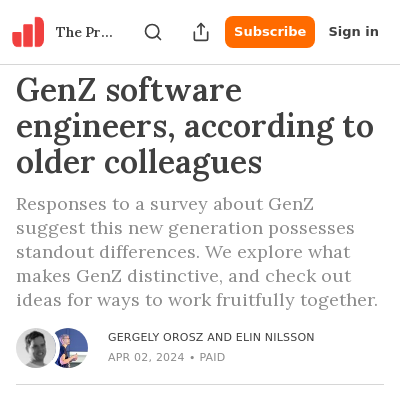 The Pr...
Subscribe
Sign in
GenZ software
engineers, according to
older colleagues
Responses to a survey about GenZ
suggest this new generation possesses
standout differences. We explore what
makes GenZ distinctive, and check out
ideas for ways to work fruitfully together.
GERGELY OROSZ AND ELIN NILSSON
APR 02, 2024 • PAID